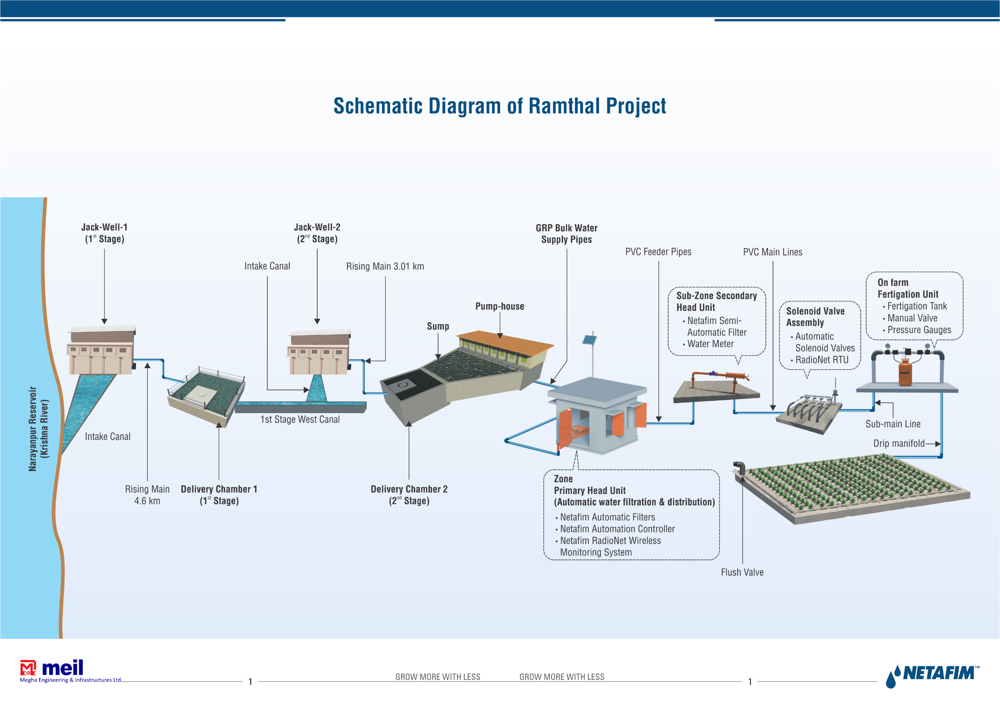 Schematic Diagram of Ramthal Project
Jack-Well-1
(1st Stage)
Jack-Well-2
(2nd Stage)
GRP Bulk Water
Supply Pipes
PVC Feeder Pipes
PVC Main Lines
Intake Canal
Rising Main 3.01 km
On farm
Fertigation Unit
• Fertigation Tank
• Manual Valve
• Pressure Gauges
Sub-Zone Secondary
Head Unit
• Netafim Semi-
Automatic Filter
• Water Meter
Solenoid Valve
Assembly
• Automatic
Solenoid Valves
• RadioNet RTU
Pump-house
Sump
NETAFIM
Narayanpur Reservoir
(Krishna River)
Intake Canal
1st Stage West Canal
Sub-main Line
Drip manifold
Rising Main
4.6 km
Delivery Chamber 1
(1st Stage)
Delivery Chamber 2
(2nd Stage)
Zone
Primary Head Unit
(Automatic water filtration & distribution)
• Netafim Automatic Filters
• Netafim Automation Controller
• Netafim RadioNet Wireless
Monitoring System
Flush Valve
M
EOE
meil
Megha Engineering & Infrastructures Ltd.
1
GROW MORE WITH LESS
GROW MORE WITH LESS
1
NETAFIM™